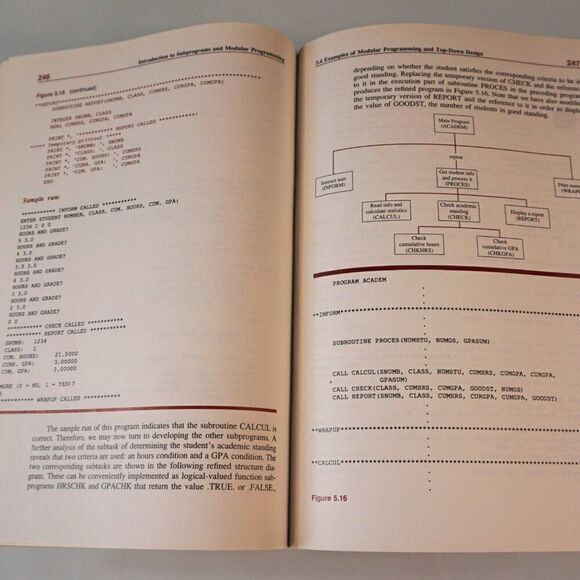 246
Introduction to Subprograms and Modular Programming
Figure 5.15 (continued)
**REPORT**************************************************
SUBROUTINE REPORT(SNUMB, CLASS, CUMHRS, CURGPA, CUMGPA)
INTEGER SNUMB, CLASS
REAL CUMHRS, CURGPA, CUMGPA
PRINT *, '*********** REPORT CALLED ***********'
***** Temporary printout *****
PRINT *, 'SNUMB: ', SNUMB
PRINT *, 'CLASS: ', CLASS
PRINT *, 'CUM. HOURS: ', CUMHRS
PRINT *, 'CURR. GPA: ', CURGPA
PRINT *, 'CUM. GPA: ', CUMGPA
END
Sample run:
*********** INFORM CALLED ***********
ENTER STUDENT NUMBER, CLASS, CUM. HOURS, CUM. GPA:
1234 1 0 0
HOURS AND GRADE?
5 3.0
HOURS AND GRADE?
4 3.0
HOURS AND GRADE?
3.5 3.0
HOURS AND GRADE?
4 3.0
HOURS AND GRADE?
3 3.0
HOURS AND GRADE?
2 3.0
HOURS AND GRADE?
0 0
*********** CHECK CALLED ***********
*********** REPORT CALLED ***********
SNUMB: 1234
CLASS: 1
CUM. HOURS: 21.5000
CURR. GPA: 3.00000
CUM. GPA: 3.00000
MORE (0 = NO, 1 = YES)?
0
*********** WRAPUP CALLED ***********
The sample run of this program indicates that the subroutine CALCUL is
correct. Therefore, we may now turn to developing the other subprograms. A
further analysis of the subtask of determining the student's academic standing
reveals that two criteria are used: an hours condition and a GPA condition. The
two corresponding subtasks are shown in the following refined structure dia-
gram. These can be conveniently implemented as logical-valued function sub-
programs HRSCHK and GPACHK that return the value .TRUE. or .FALSE.,
5.4 Examples of Modular Programming and Top-Down Design
247
depending on whether the student satisfies the corresponding criteria to be in
good standing. Replacing the temporary version of CHECK and the reference
to it in the execution part of subroutine PROCES in the preceding program
produces the refined program in Figure 5.16. Note that we have also modified
the temporary version of REPORT and the reference to it in order to display
the value of GOODST, the number of students in good standing.
Main Program
(ACADEM)
repeat
Instruct user
(INFORM)
Get student info
and process it
(PROCES)
Print
(WRAP
Read info and
calculate statistics
(CALCUL)
Check academic
standing
(CHECK)
Display a report
(REPORT)
Check
cumulative hours
(CHKHRS)
Check
cumulative GPA
(CHKGPA)
PROGRAM ACADEM
.
.
.
**INFORM**************************************************
.
.
SUBROUTINE PROCES(NUMSTU, NUMGS, GPASUM)
.
.
CALL CALCUL(SNUMB, CLASS, NUMSTU, CUMHRS, CUMGPA, CURGPA,
+ GPASUM)
CALL CHECK(CLASS, CUMHRS, CUMGPA, GOODST, NUMGS)
CALL REPORT(SNUMB, CLASS, CUMHRS, CURGPA, CUMGPA, GOODST)
.
.
**WRAPUP**************************************************
.
.
**CALCUL**************************************************
.
.
Figure 5.16